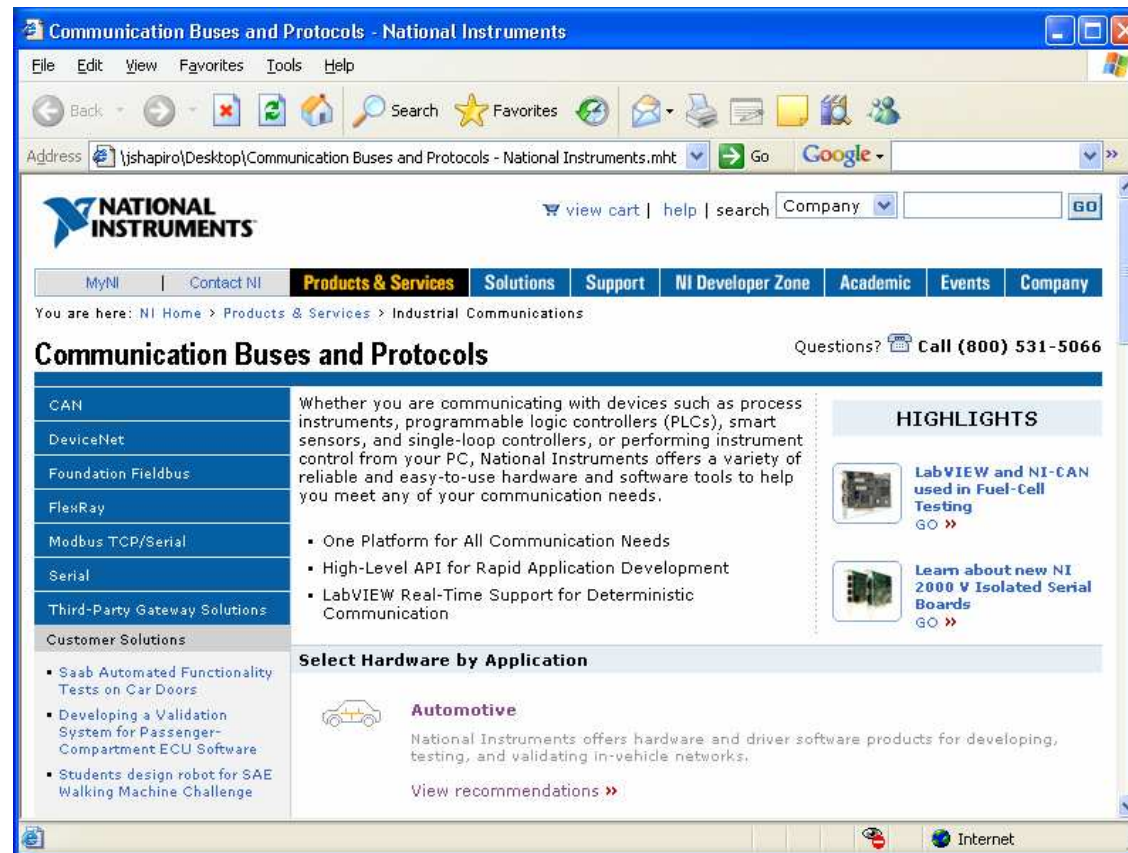 Communication Buses and Protocols - National Instruments
File Edit View Favorites Tools Help
Back Search Favorites
Address \jshapiro\Desktop\Communication Buses and Protocols - National Instruments.mht Go Google
NATIONAL
INSTRUMENTS
view cart | help | search Company GO
MyNI | Contact NI Products & Services Solutions Support NI Developer Zone Academic Events Company
You are here: NI Home > Products & Services > Industrial Communications
Communication Buses and Protocols
Questions? Call (800) 531-5066
CAN
DeviceNet
Foundation Fieldbus
FlexRay
Modbus TCP/Serial
Serial
Third-Party Gateway Solutions
Customer Solutions
▪ Saab Automated Functionality
Tests on Car Doors
▪ Developing a Validation
System for Passenger-
Compartment ECU Software
▪ Students design robot for SAE
Walking Machine Challenge
Whether you are communicating with devices such as process
instruments, programmable logic controllers (PLCs), smart
sensors, and single-loop controllers, or performing instrument
control from your PC, National Instruments offers a variety of
reliable and easy-to-use hardware and software tools to help
you meet any of your communication needs.
▪ One Platform for All Communication Needs
▪ High-Level API for Rapid Application Development
▪ LabVIEW Real-Time Support for Deterministic
Communication
HIGHLIGHTS
LabVIEW and NI-CAN
used in Fuel-Cell
Testing
GO »
Learn about new NI
2000 V Isolated Serial
Boards
GO »
Select Hardware by Application
Automotive
National Instruments offers hardware and driver software products for developing,
testing, and validating in-vehicle networks.
View recommendations »
Internet